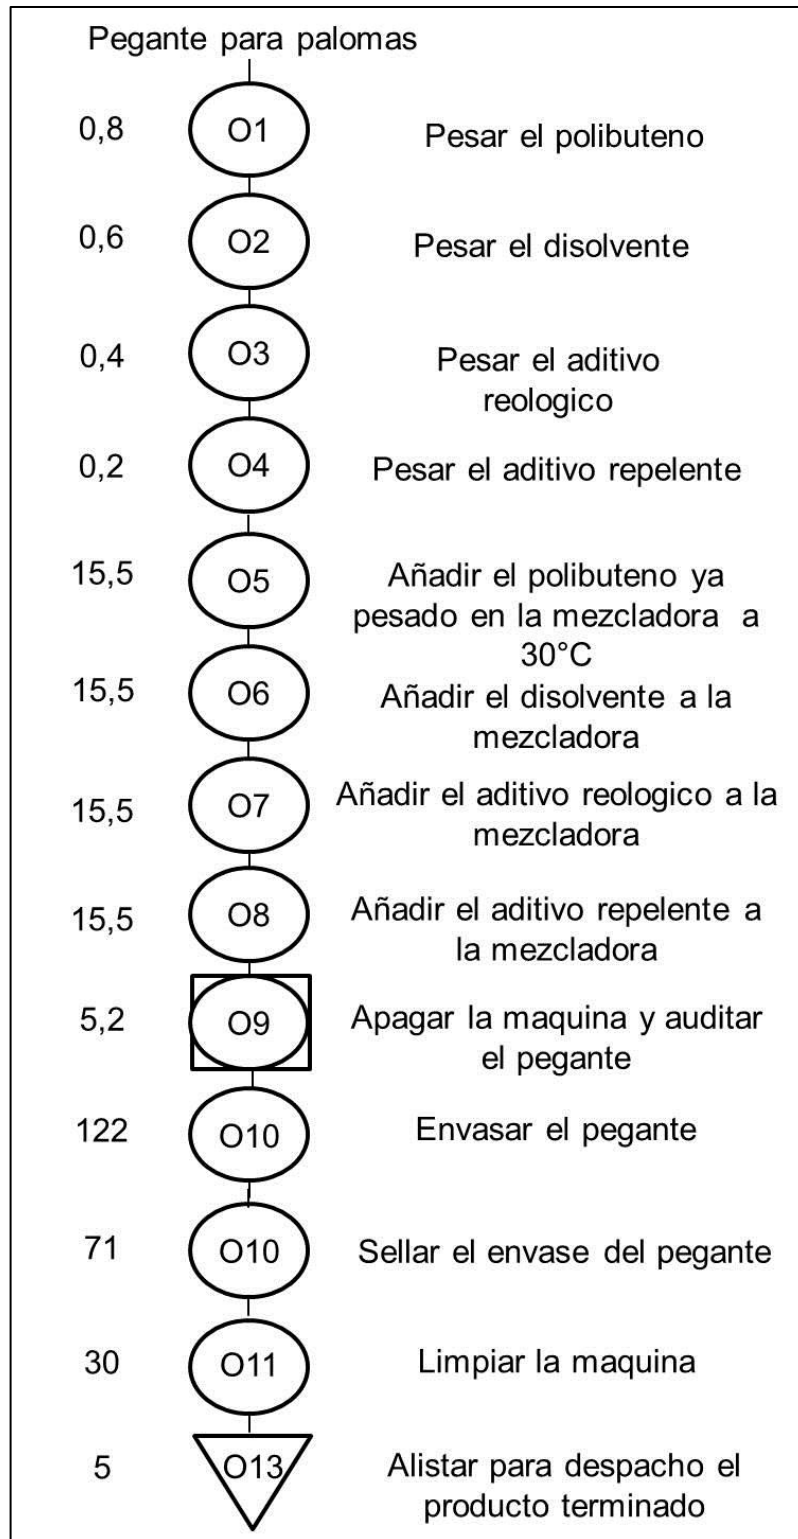 Pegante para palomas
0,8 O1 Pesar el polibuteno
0,6 O2 Pesar el disolvente
0,4 O3 Pesar el aditivo
reologico
0,2 O4 Pesar el aditivo repelente
15,5 O5 Añadir el polibuteno ya
pesado en la mezcladora a
30°C
15,5 O6 Añadir el disolvente a la
mezcladora
15,5 O7 Añadir el aditivo reologico a la
mezcladora
15,5 O8 Añadir el aditivo repelente a
la mezcladora
5,2 O9 Apagar la maquina y auditar
el pegante
122 O10 Envasar el pegante
71 O10 Sellar el envase del pegante
30 O11 Limpiar la maquina
5 O13 Alistar para despacho el
producto terminado